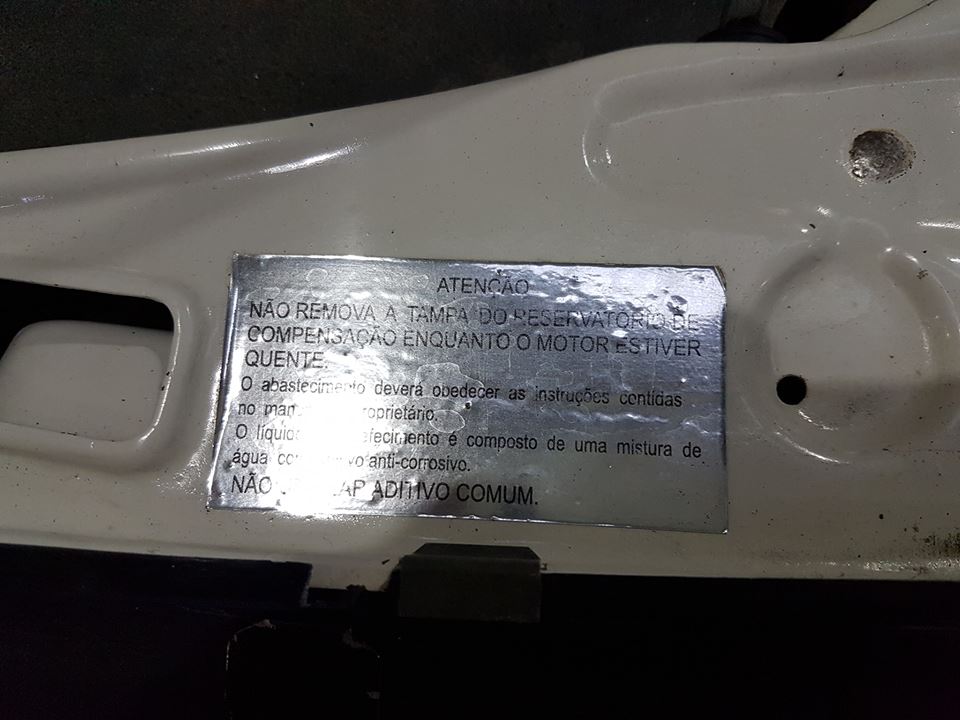 ATENÇÃO
NÃO REMOVA A TAMPA DO RESERVATÓRIO DE
COMPENSAÇÃO ENQUANTO O MOTOR ESTIVER
QUENTE.
O abastecimento deverá obedecer as instruções contidas
no proprietário.
O líquido arrefecimento é composto de uma mistura de
água anti-corrosivo.
NÃO ADITIVO COMUM.